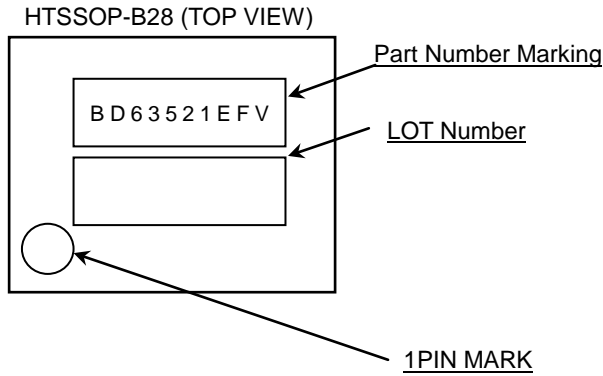 HTSSOP-B28 (TOP VIEW)
Part Number Marking
BD63521EFV
LOT Number
1PIN MARK